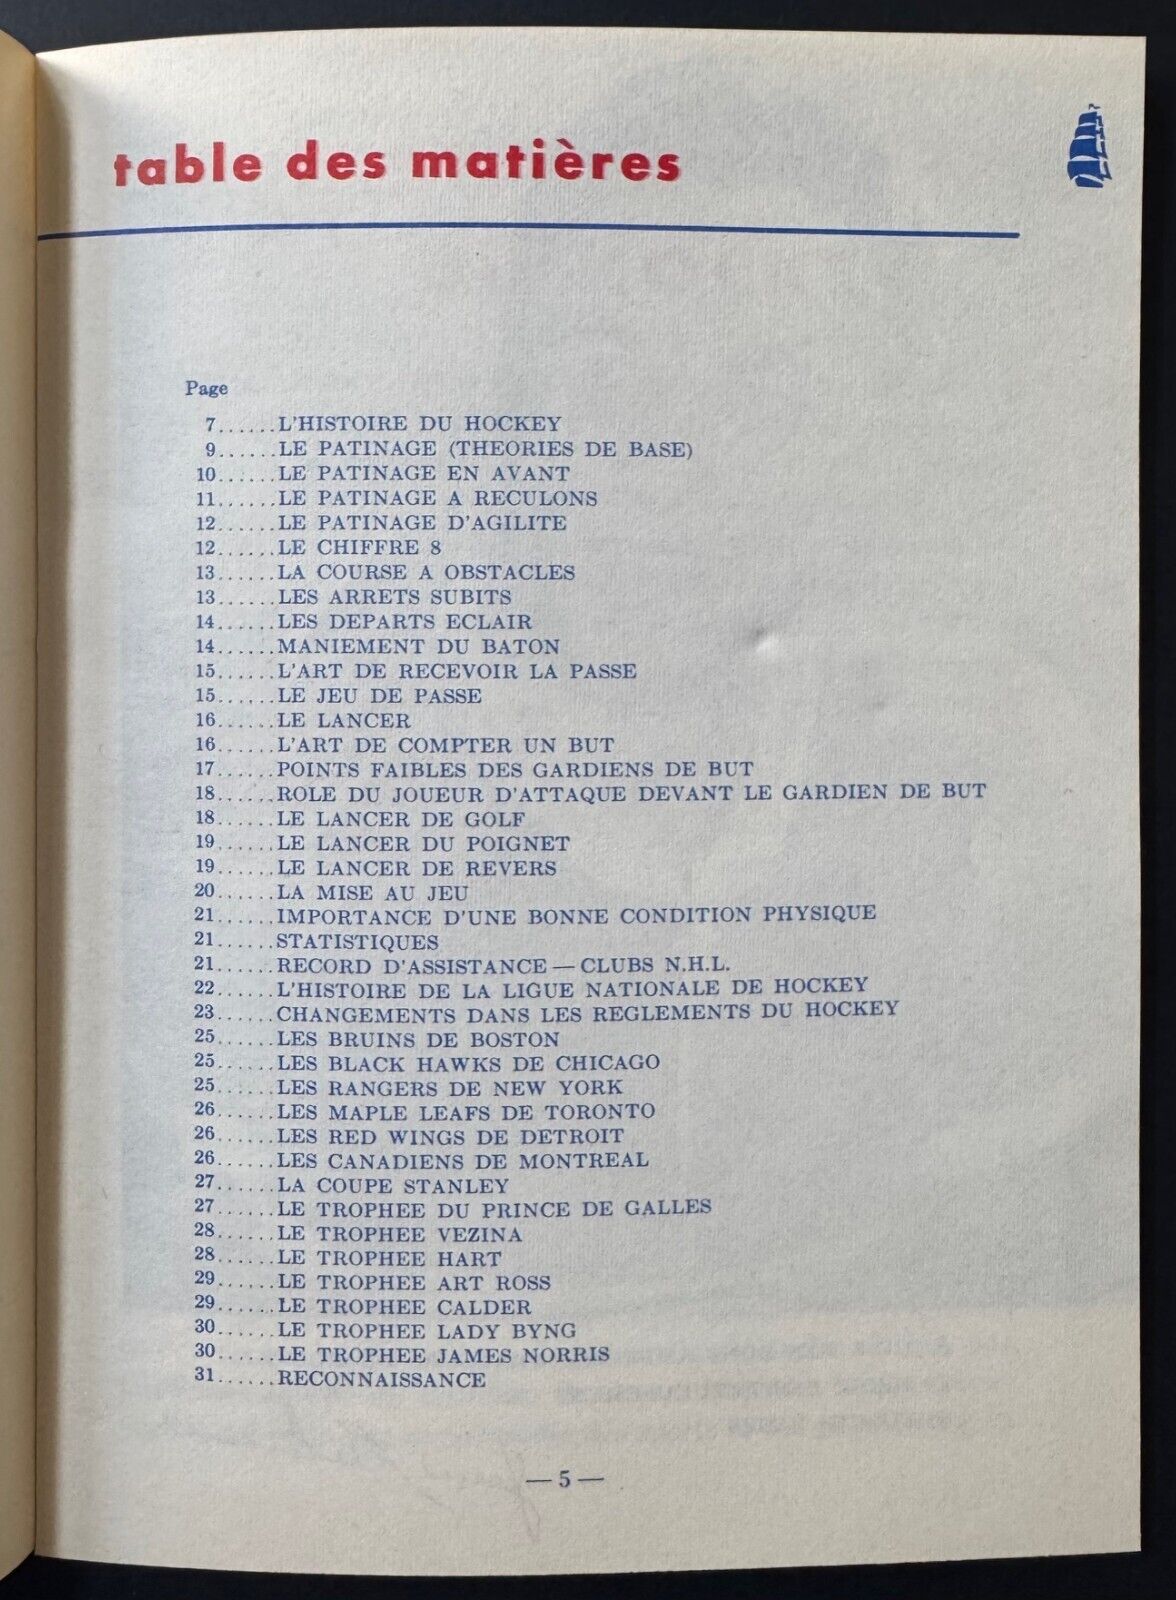 table des matières
Page
7......L'HISTOIRE DU HOCKEY
9......LE PATINAGE (THEORIES DE BASE)
10......LE PATINAGE EN AVANT
11......LE PATINAGE A RECULONS
12......LE PATINAGE D'AGILITE
12......LE CHIFFRE 8
13......LA COURSE A OBSTACLES
13......LES ARRETS SUBITS
14......LES DEPARTS ECLAIR
14......MANIEMENT DU BATON
15......L'ART DE RECEVOIR LA PASSE
15......LE JEU DE PASSE
16......LE LANCER
16......L'ART DE COMPTER UN BUT
17......POINTS FAIBLES DES GARDIENS DE BUT
18......ROLE DU JOUEUR D'ATTAQUE DEVANT LE GARDIEN DE BUT
18......LE LANCER DE GOLF
19......LE LANCER DU POIGNET
19......LE LANCER DE REVERS
20......LA MISE AU JEU
21......IMPORTANCE D'UNE BONNE CONDITION PHYSIQUE
21......STATISTIQUES
21......RECORD D'ASSISTANCE — CLUBS N.H.L.
22......L'HISTOIRE DE LA LIGUE NATIONALE DE HOCKEY
23......CHANGEMENTS DANS LES REGLEMENTS DU HOCKEY
25......LES BRUINS DE BOSTON
25......LES BLACK HAWKS DE CHICAGO
25......LES RANGERS DE NEW YORK
26......LES MAPLE LEAFS DE TORONTO
26......LES RED WINGS DE DETROIT
26......LES CANADIENS DE MONTREAL
27......LA COUPE STANLEY
27......LE TROPHEE DU PRINCE DE GALLES
28......LE TROPHEE VEZINA
28......LE TROPHEE HART
29......LE TROPHEE ART ROSS
29......LE TROPHEE CALDER
30......LE TROPHEE LADY BYNG
30......LE TROPHEE JAMES NORRIS
31......RECONNAISSANCE
— 5 —